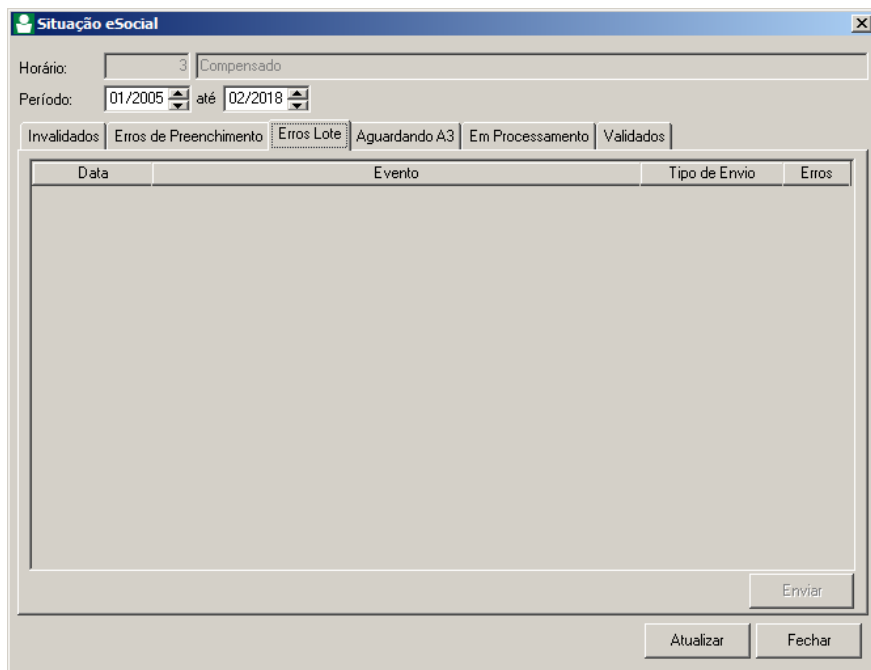 Situação eSocial
Horário: 3 Compensado
Período: 01/2005 até 02/2018
Invalidados Erros de Preenchimento Erros Lote Aguardando A3 Em Processamento Validados
Data Evento Tipo de Envio Erros
Enviar
Atualizar Fechar